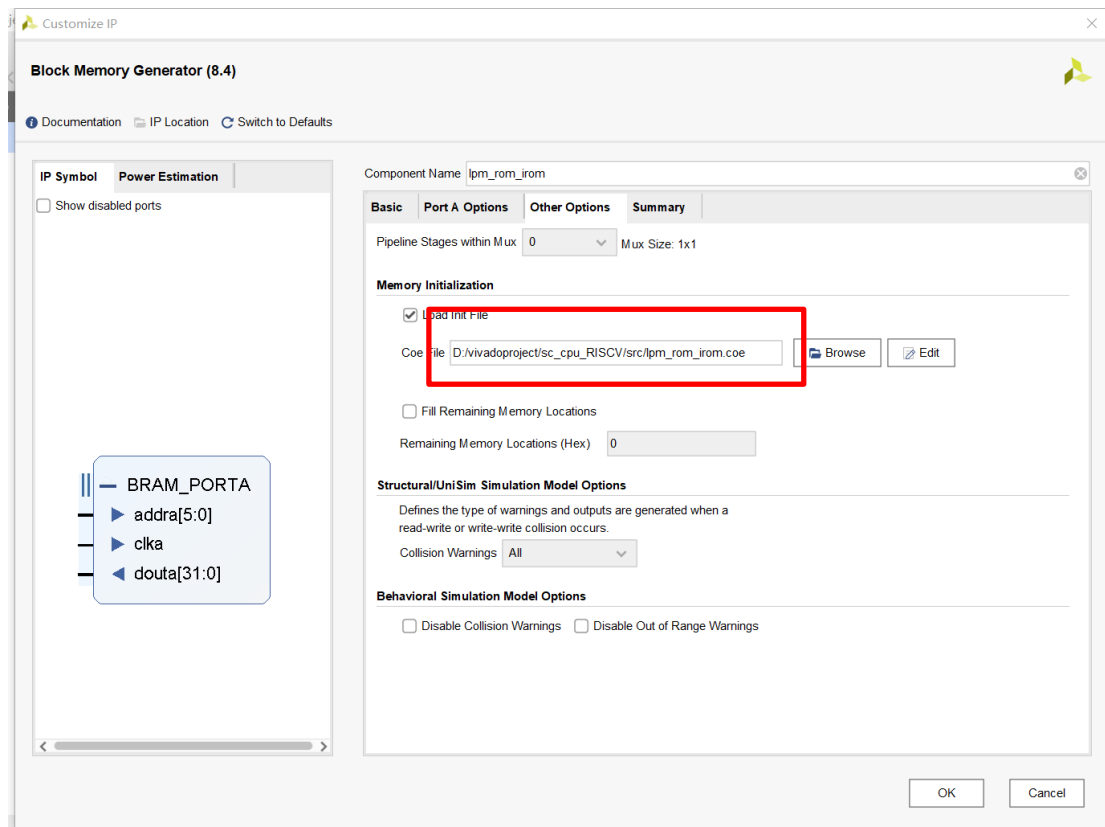 Customize IP
Block Memory Generator (8.4)
Documentation IP Location Switch to Defaults
IP Symbol Power Estimation
Show disabled ports
BRAM_PORTA
addra[5:0]
clka
douta[31:0]
Component Name lpm_rom_irom
Basic Port A Options Other Options Summary
Pipeline Stages within Mux 0 Mux Size: 1x1
Memory Initialization
Load Init File
Coe File D:/vivadoproject/sc_cpu_RISCV/src/lpm_rom_irom.coe Browse Edit
Fill Remaining Memory Locations
Remaining Memory Locations (Hex) 0
Structural/UniSim Simulation Model Options
Defines the type of warnings and outputs are generated when a
read-write or write-write collision occurs.
Collision Warnings All
Behavioral Simulation Model Options
Disable Collision Warnings Disable Out of Range Warnings
OK Cancel